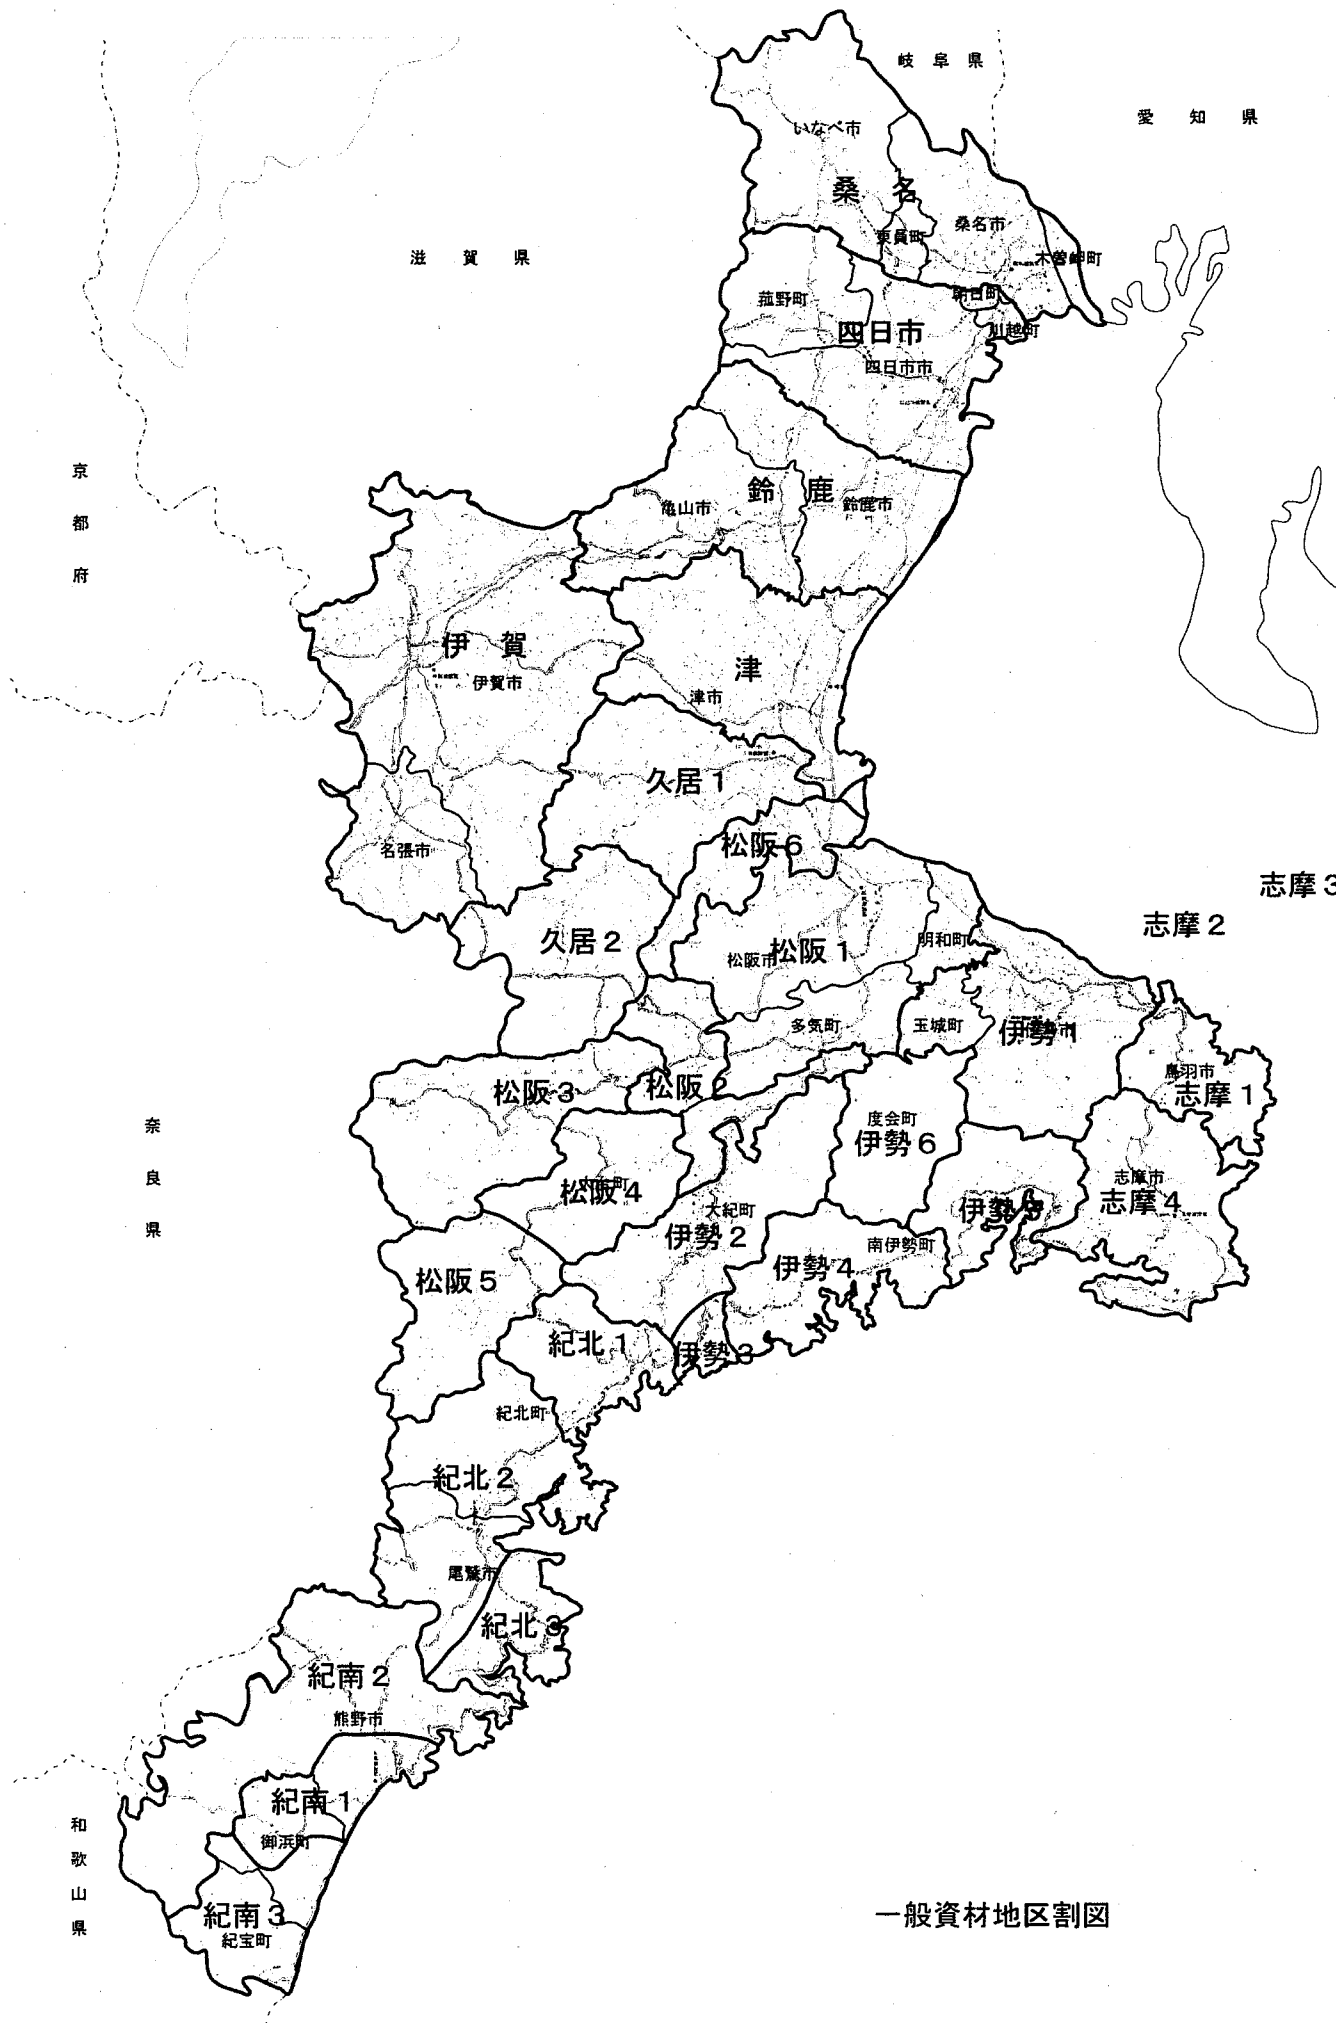 岐阜県
愛知県
いなべ市
桑名
桑名市
東員町
木曽岬町
滋賀県
菰野町
朝日町
川越町
四日市
四日市市
京都府
鈴鹿
亀山市
鈴鹿市
伊賀
伊賀市
津
津市
久居1
松阪6
名張市
志摩3
志摩2
久居2
明和町
松阪市
松阪1
多気町
玉城町
伊勢1
鳥羽市
志摩1
松阪3
松阪2
奈良県
度会町
伊勢6
志摩市
志摩4
松阪4
大紀町
伊勢2
伊勢
南伊勢町
伊勢4
松阪5
紀北1
伊勢3
紀北町
紀北2
尾鷲市
紀北3
紀南2
熊野市
紀南1
御浜町
和歌山県
紀南3
紀宝町
一般資材地区割図